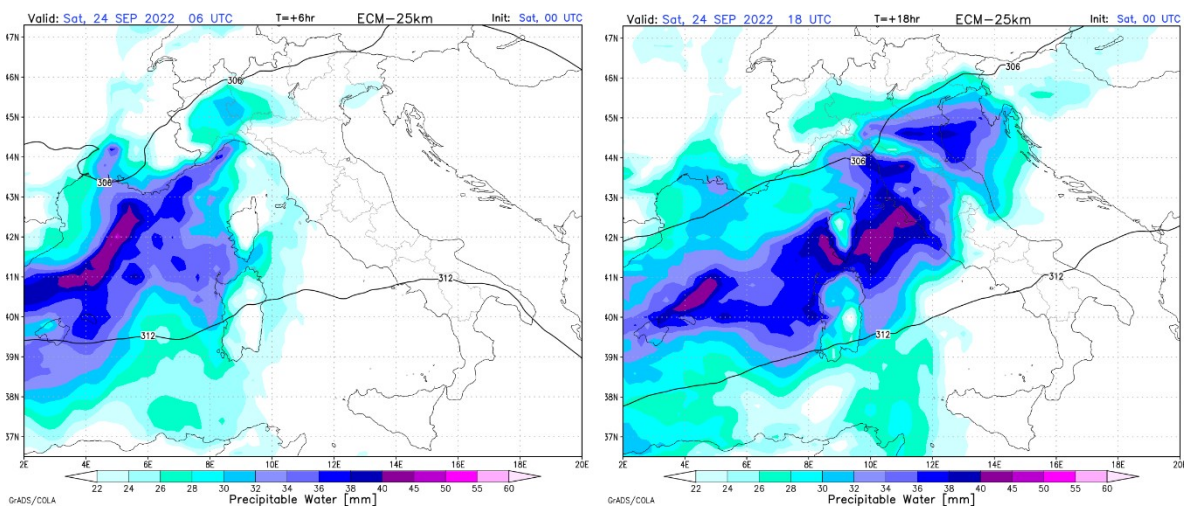 Valid: Sat, 24 SEP 2022 06 UTC T=+6hr ECM-25km Init: Sat, 00 UTC
47N
46N
45N
44N
43N
42N
41N
40N
39N
38N
37N
306
306
312
312
2E 4E 6E 8E 10E 12E 14E 16E 18E 20E
22 24 26 28 30 32 34 36 38 40 45 50 55 60
GrADS/COLA
Precipitable Water [mm]
Valid: Sat, 24 SEP 2022 18 UTC T=+18hr ECM-25km Init: Sat, 00 UTC
47N
46N
45N
44N
43N
42N
41N
40N
39N
38N
37N
306
306
312
312
2E 4E 6E 8E 10E 12E 14E 16E 18E 20E
22 24 26 28 30 32 34 36 38 40 45 50 55 60
GrADS/COLA
Precipitable Water [mm]